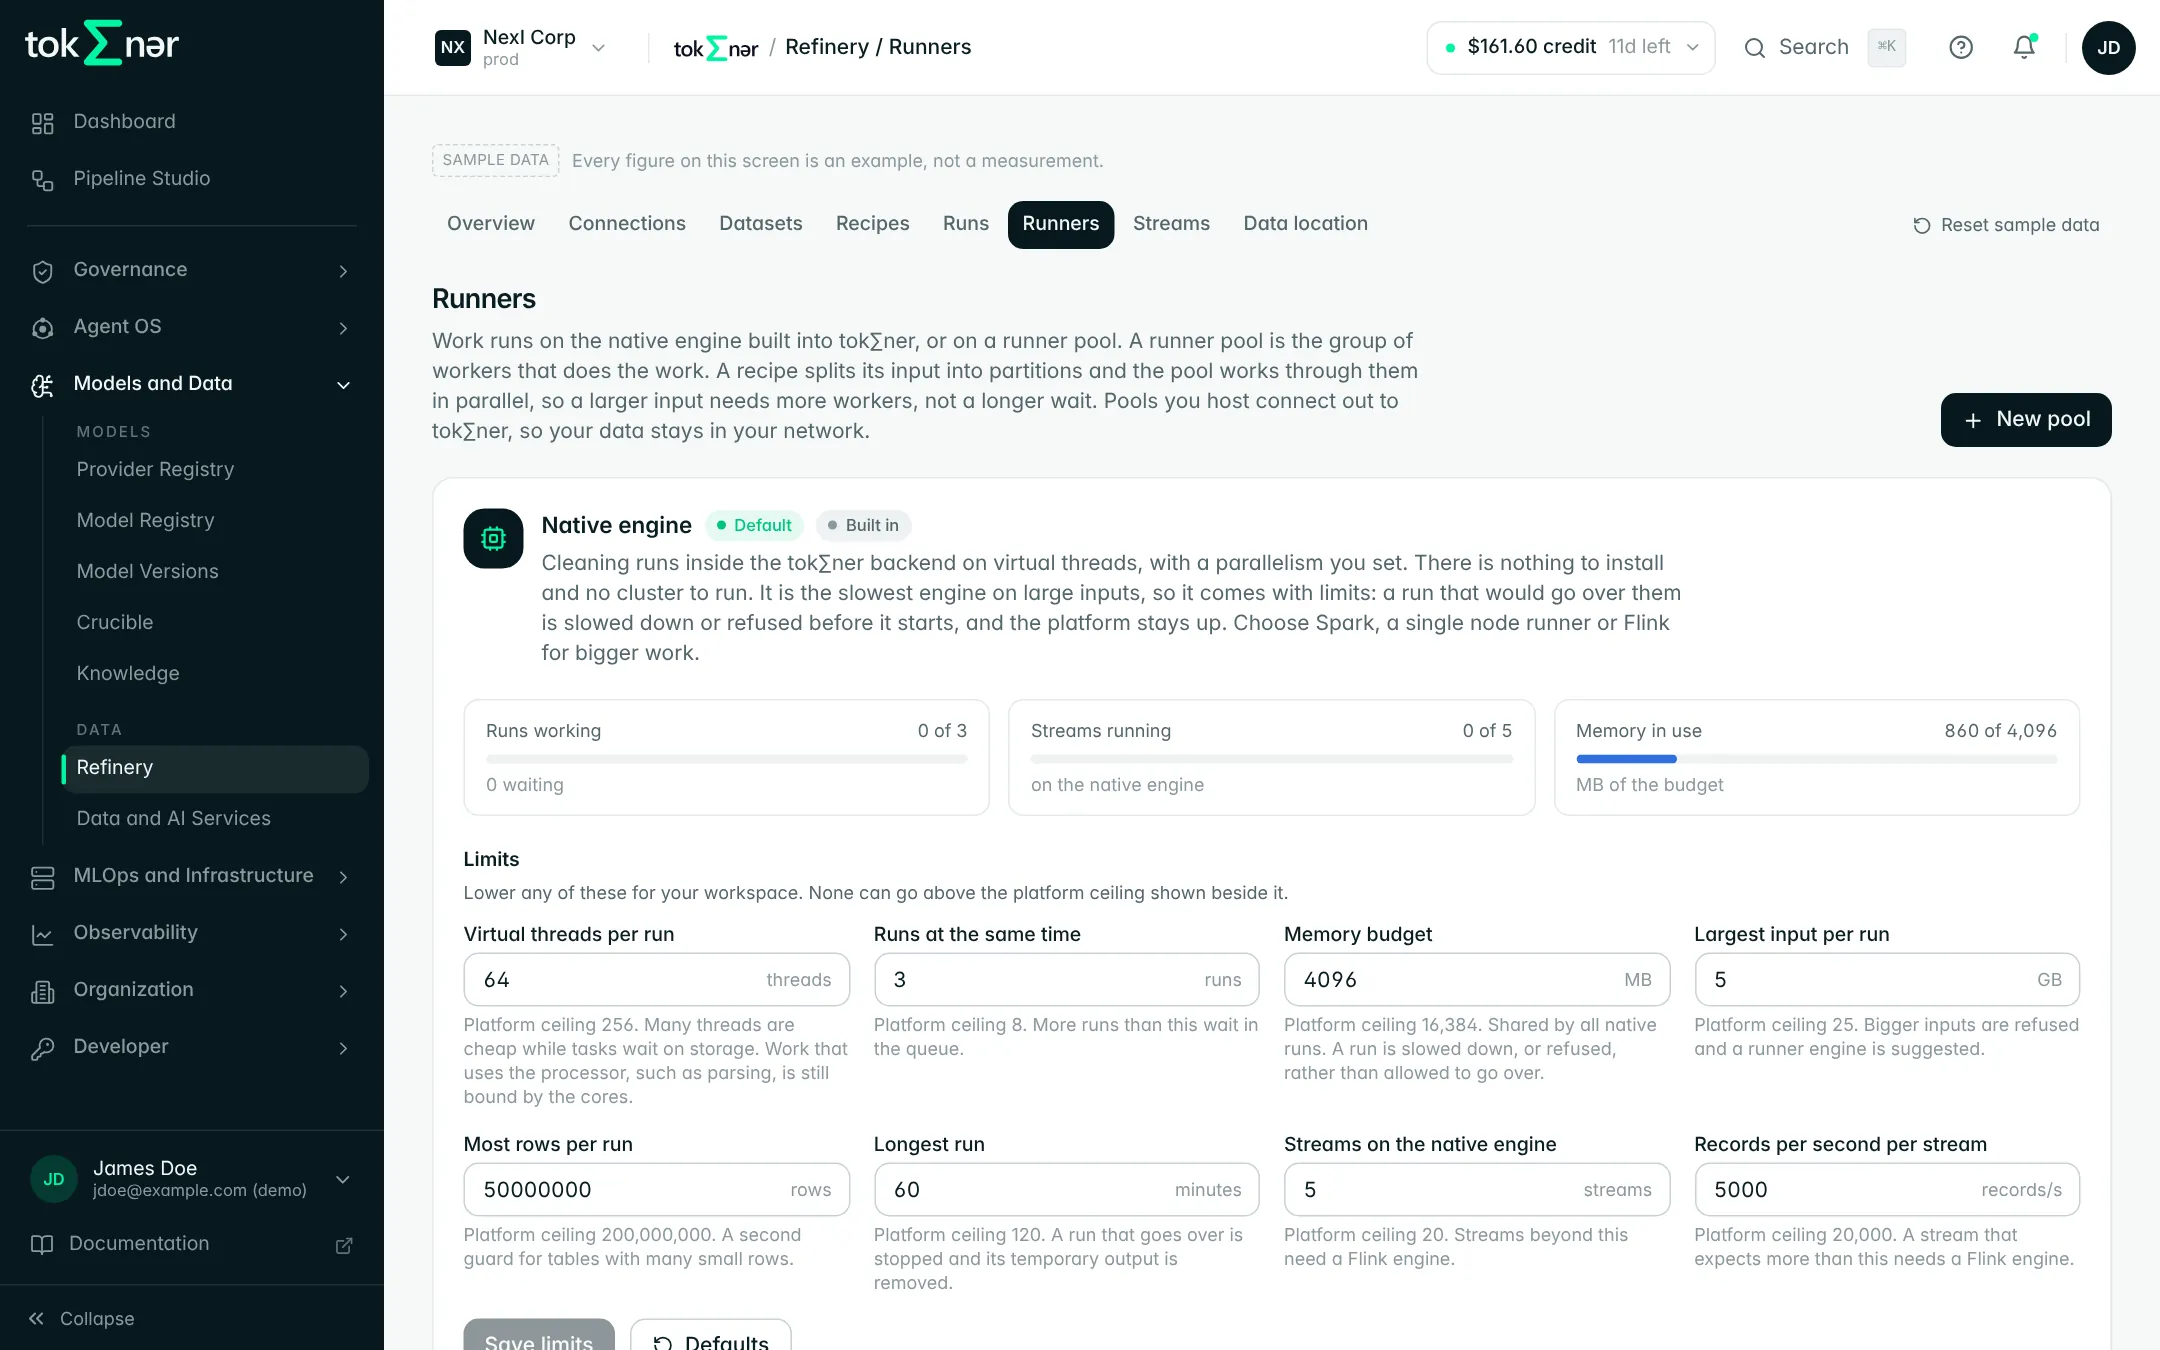 tok∑nər
Dashboard
Pipeline Studio
Governance
Agent OS
Models and Data
MODELS
Provider Registry
Model Registry
Model Versions
Crucible
Knowledge
DATA
Refinery
Data and AI Services
MLOps and Infrastructure
Observability
Organization
Developer
JD
James Doe
jdoe@example.com (demo)
Documentation
Collapse
NX
Nexl Corp
prod
tok∑nər / Refinery / Runners
$161.60 credit 11d left
Search ⌘K
JD
SAMPLE DATA Every figure on this screen is an example, not a measurement.
Overview Connections Datasets Recipes Runs Runners Streams Data location
Reset sample data
Runners
Work runs on the native engine built into tok∑ner, or on a runner pool. A runner pool is the group of
workers that does the work. A recipe splits its input into partitions and the pool works through them
in parallel, so a larger input needs more workers, not a longer wait. Pools you host connect out to
tok∑ner, so your data stays in your network.
+ New pool
Native engine Default Built in
Cleaning runs inside the tok∑ner backend on virtual threads, with a parallelism you set. There is nothing to install
and no cluster to run. It is the slowest engine on large inputs, so it comes with limits: a run that would go over them
is slowed down or refused before it starts, and the platform stays up. Choose Spark, a single node runner or Flink
for bigger work.
Runs working 0 of 3
0 waiting
Streams running 0 of 5
on the native engine
Memory in use 860 of 4,096
MB of the budget
Limits
Lower any of these for your workspace. None can go above the platform ceiling shown beside it.
Virtual threads per run
64 threads
Platform ceiling 256. Many threads are
cheap while tasks wait on storage. Work that
uses the processor, such as parsing, is still
bound by the cores.
Runs at the same time
3 runs
Platform ceiling 8. More runs than this wait in
the queue.
Memory budget
4096 MB
Platform ceiling 16,384. Shared by all native
runs. A run is slowed down, or refused,
rather than allowed to go over.
Largest input per run
5 GB
Platform ceiling 25. Bigger inputs are refused
and a runner engine is suggested.
Most rows per run
50000000 rows
Platform ceiling 200,000,000. A second
guard for tables with many small rows.
Longest run
60 minutes
Platform ceiling 120. A run that goes over is
stopped and its temporary output is
removed.
Streams on the native engine
5 streams
Platform ceiling 20. Streams beyond this
need a Flink engine.
Records per second per stream
5000 records/s
Platform ceiling 20,000. A stream that
expects more than this needs a Flink engine.
Save limits
Defaults